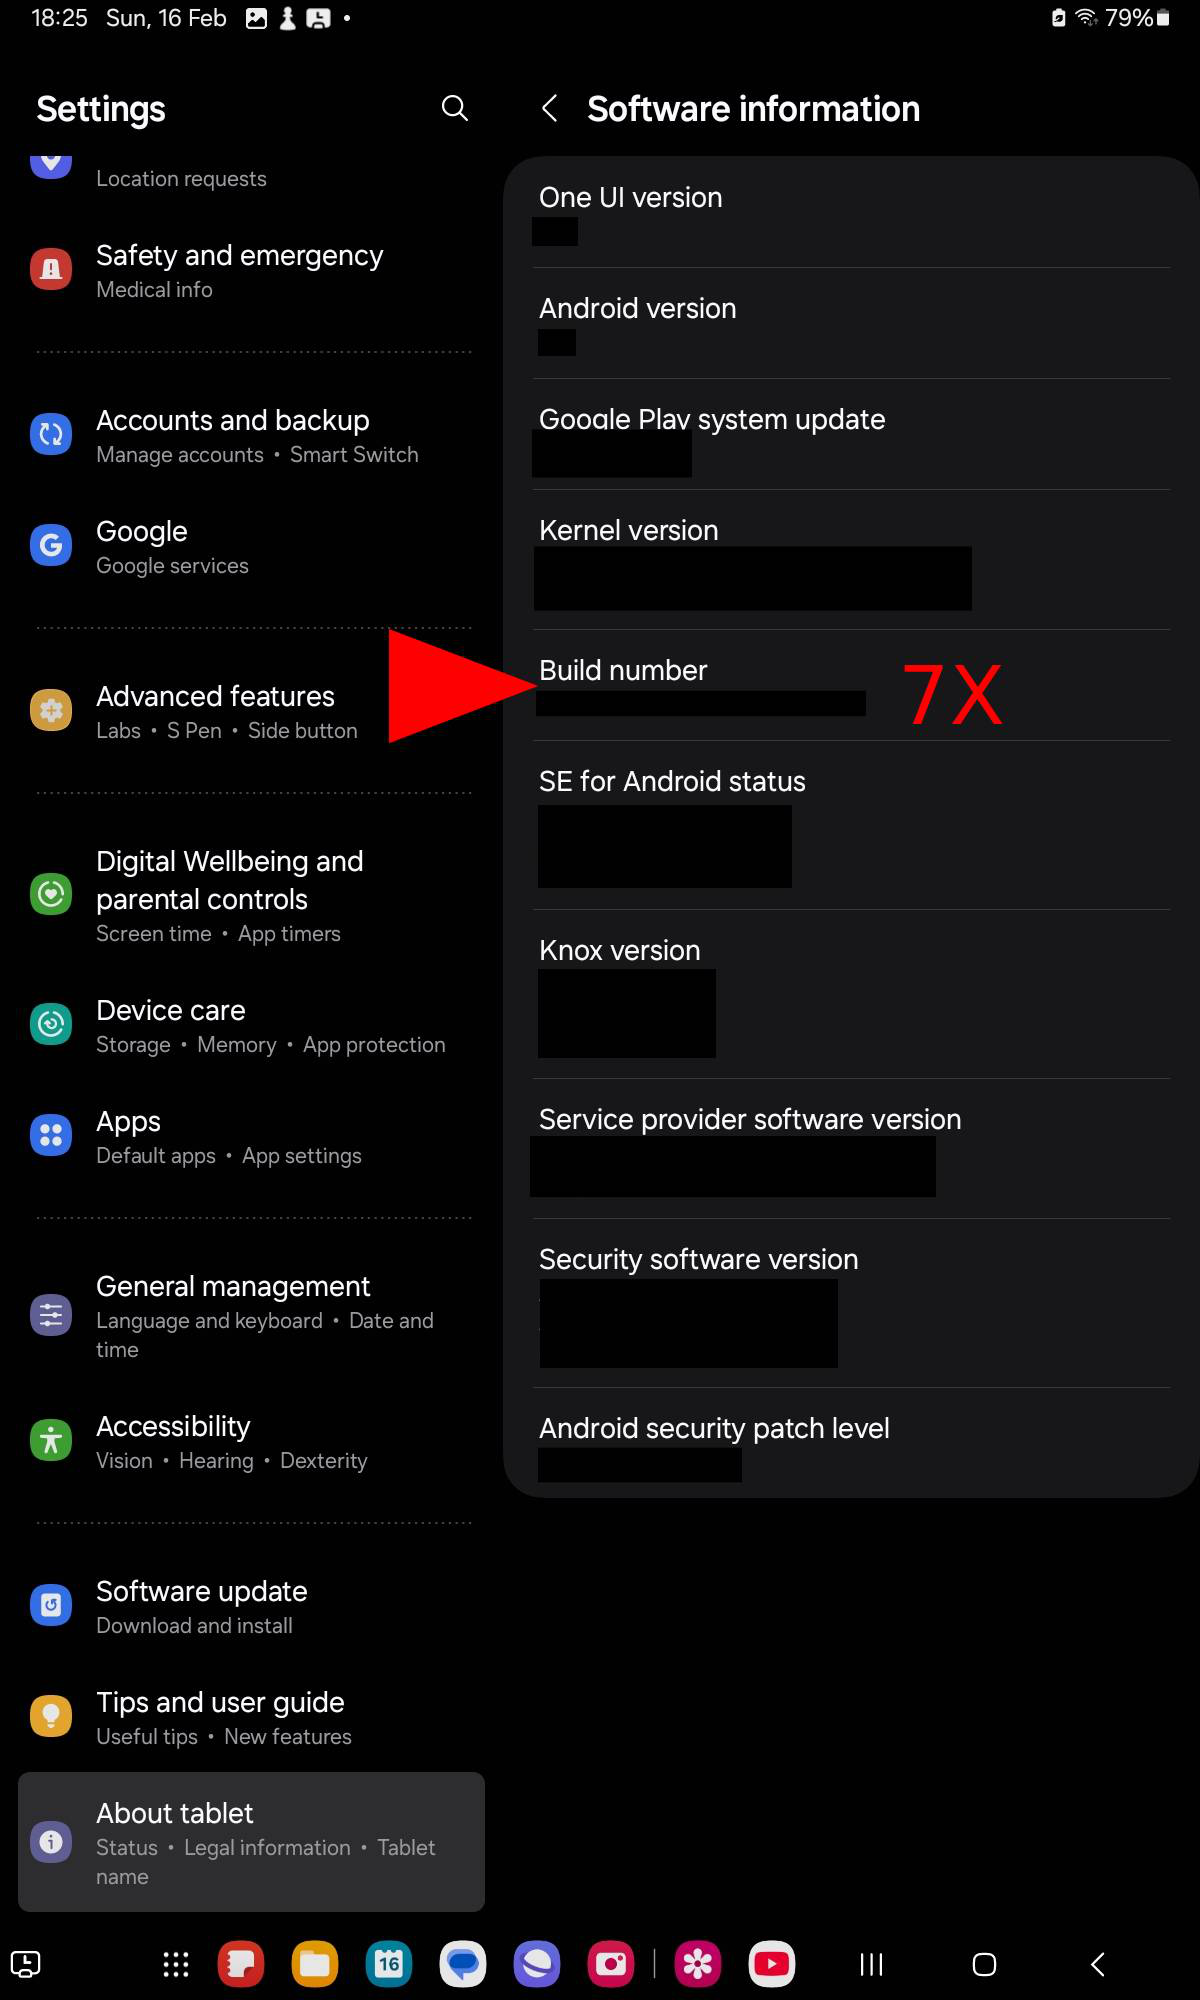 18:25 Sun, 16 Feb
79%
Settings
Location requests
Safety and emergency
Medical info
Accounts and backup
Manage accounts • Smart Switch
Google
Google services
Advanced features
Labs • S Pen • Side button
Digital Wellbeing and
parental controls
Screen time • App timers
Device care
Storage • Memory • App protection
Apps
Default apps • App settings
General management
Language and keyboard • Date and
time
Accessibility
Vision • Hearing • Dexterity
Software update
Download and install
Tips and user guide
Useful tips • New features
About tablet
Status • Legal information • Tablet
name
Software information
One UI version
Android version
Google Play system update
Kernel version
Build number
7X
SE for Android status
Knox version
Service provider software version
Security software version
Android security patch level
16